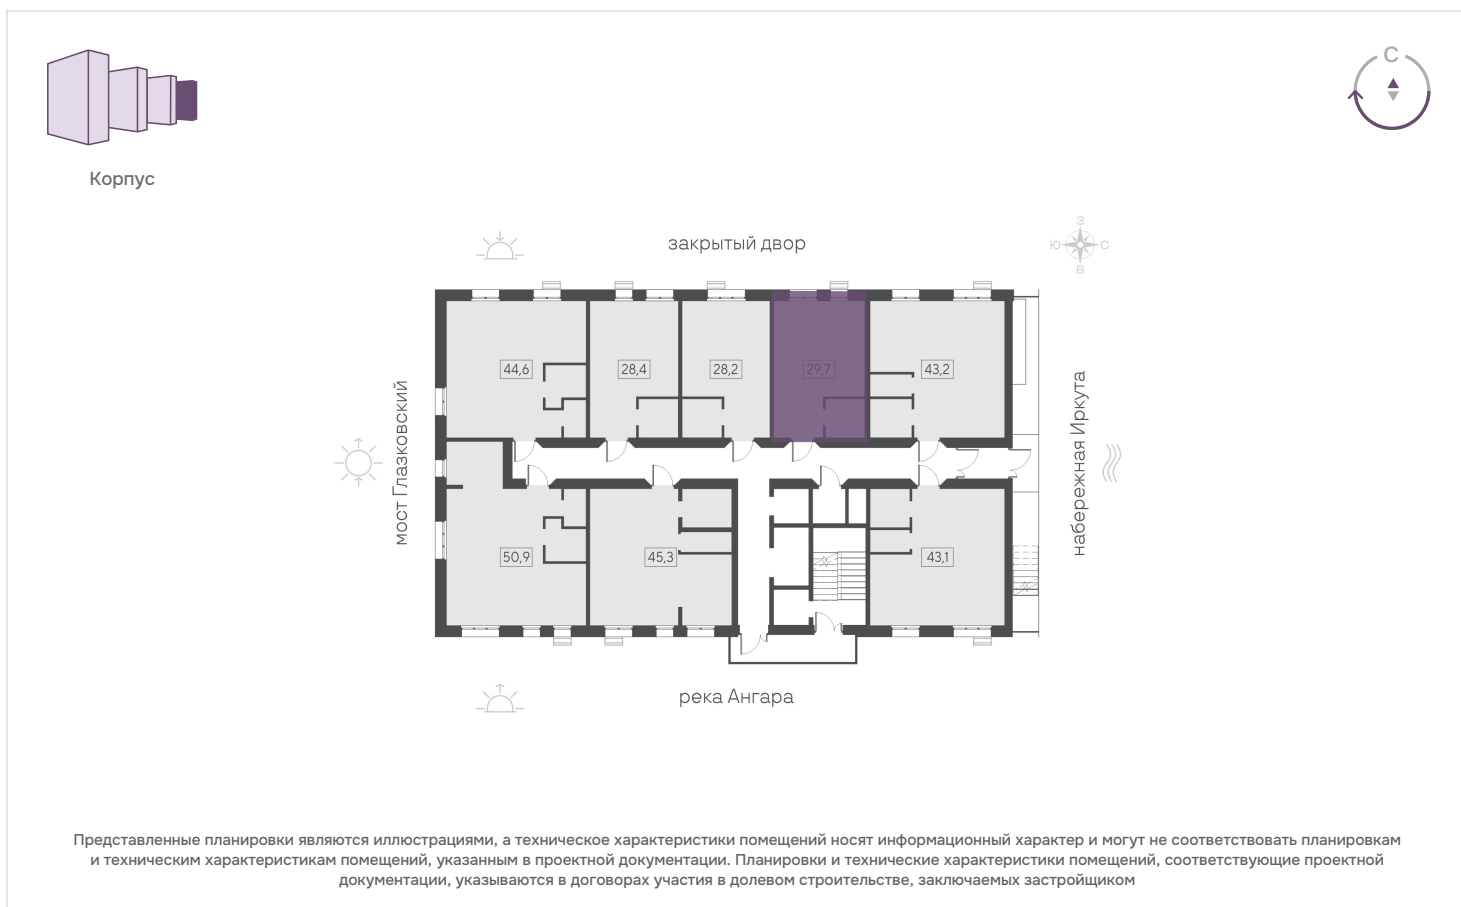 С
Корпус
закрытый двор
З
Ю
С
В
44,6
28,4
28,2
29,7
43,2
мост Глазковский
набережная Иркута
50,9
45,3
43,1
река Ангара
Представленные планировки являются иллюстрациями, а техническое характеристики помещений носят информационный характер и могут не соответствовать планировкам
и техническим характеристикам помещений, указанным в проектной документации. Планировки и технические характеристики помещений, соответствующие проектной
документации, указываются в договорах участия в долевом строительстве, заключаемых застройщиком